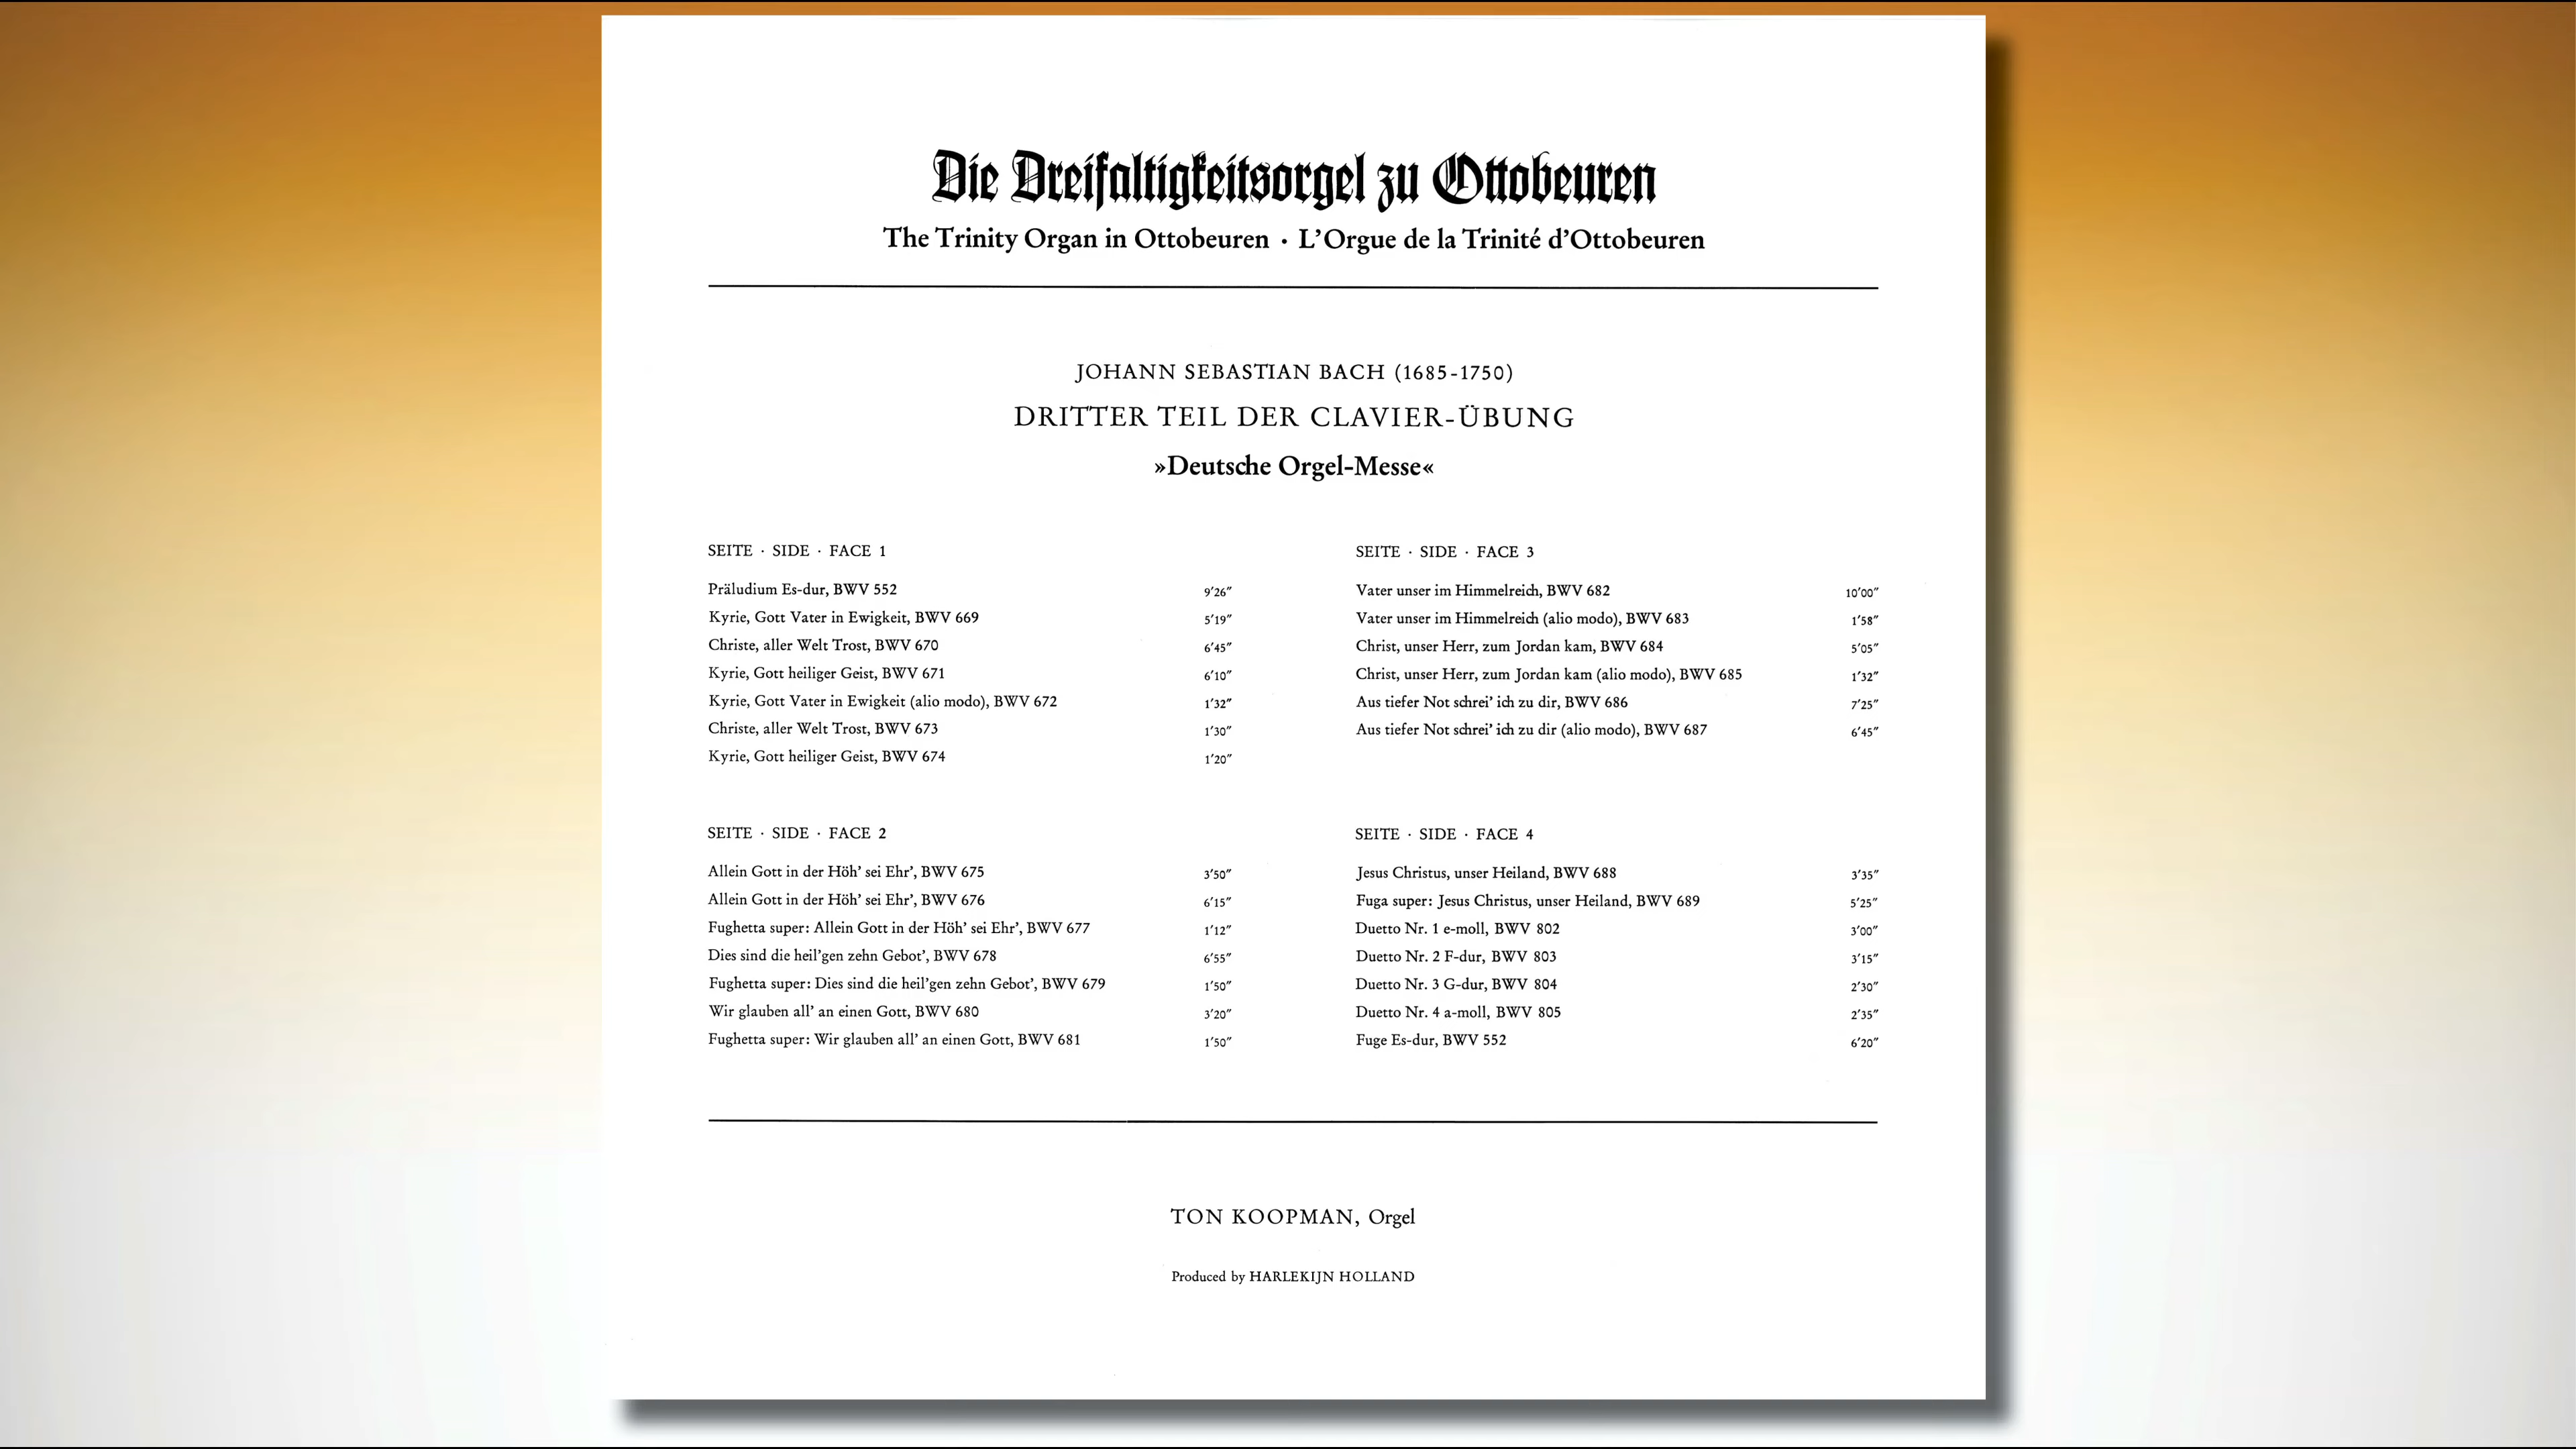 Die Dreifaltigkeitsorgel zu Ottobeuren
The Trinity Organ in Ottobeuren · L’Orgue de la Trinité d’Ottobeuren
JOHANN SEBASTIAN BACH (1685-1750)
DRITTER TEIL DER CLAVIER-ÜBUNG
»Deutsche Orgel-Messe«
SEITE · SIDE · FACE 1
Präludium Es-dur, BWV 552 9’26”
Kyrie, Gott Vater in Ewigkeit, BWV 669 5’19”
Christe, aller Welt Trost, BWV 670 6’45”
Kyrie, Gott heiliger Geist, BWV 671 6’10”
Kyrie, Gott Vater in Ewigkeit (alio modo), BWV 672 1’32”
Christe, aller Welt Trost, BWV 673 1’30”
Kyrie, Gott heiliger Geist, BWV 674 1’20”
SEITE · SIDE · FACE 2
Allein Gott in der Höh’ sei Ehr’, BWV 675 3’50”
Allein Gott in der Höh’ sei Ehr’, BWV 676 6’15”
Fughetta super: Allein Gott in der Höh’ sei Ehr’, BWV 677 1’12”
Dies sind die heil’gen zehn Gebot’, BWV 678 6’55”
Fughetta super: Dies sind die heil’gen zehn Gebot’, BWV 679 1’50”
Wir glauben all’ an einen Gott, BWV 680 3’20”
Fughetta super: Wir glauben all’ an einen Gott, BWV 681 1’50”
SEITE · SIDE · FACE 3
Vater unser im Himmelreich, BWV 682 10’00”
Vater unser im Himmelreich (alio modo), BWV 683 1’58”
Christ, unser Herr, zum Jordan kam, BWV 684 5’05”
Christ, unser Herr, zum Jordan kam (alio modo), BWV 685 1’32”
Aus tiefer Not schrei’ ich zu dir, BWV 686 7’25”
Aus tiefer Not schrei’ ich zu dir (alio modo), BWV 687 6’45”
SEITE · SIDE · FACE 4
Jesus Christus, unser Heiland, BWV 688 3’35”
Fuga super: Jesus Christus, unser Heiland, BWV 689 5’25”
Duetto Nr. 1 e-moll, BWV 802 3’00”
Duetto Nr. 2 F-dur, BWV 803 3’15”
Duetto Nr. 3 G-dur, BWV 804 2’30”
Duetto Nr. 4 a-moll, BWV 805 2’35”
Fuge Es-dur, BWV 552 6’20”
TON KOOPMAN, Orgel
Produced by HARLEKIJN HOLLAND